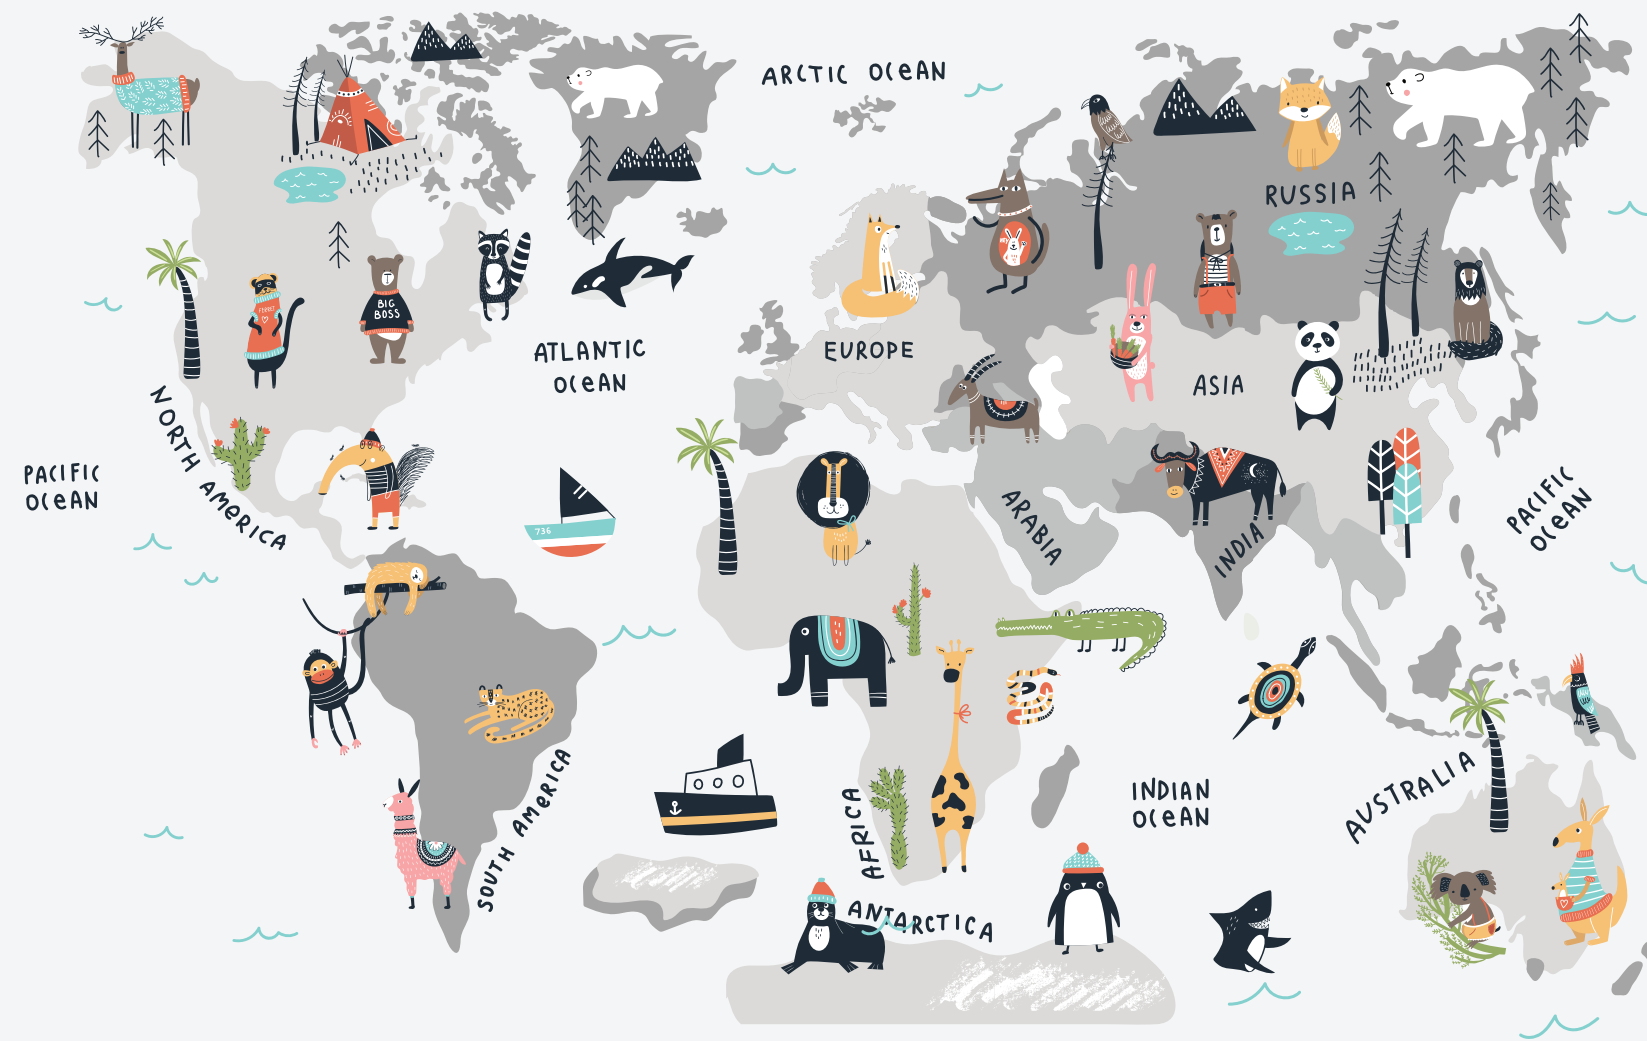 ARCTIC OCEAN
RUSSIA
BIG
BOSS
FERRET
ATLANTIC
OCEAN
EUROPE
ASIA
NORTH AMERICA
PACIFIC
OCEAN
ARABIA
INDIA
PACIFIC
OCEAN
736
SOUTH AMERICA
AFRICA
INDIAN
OCEAN
AUSTRALIA
ANTARCTICA